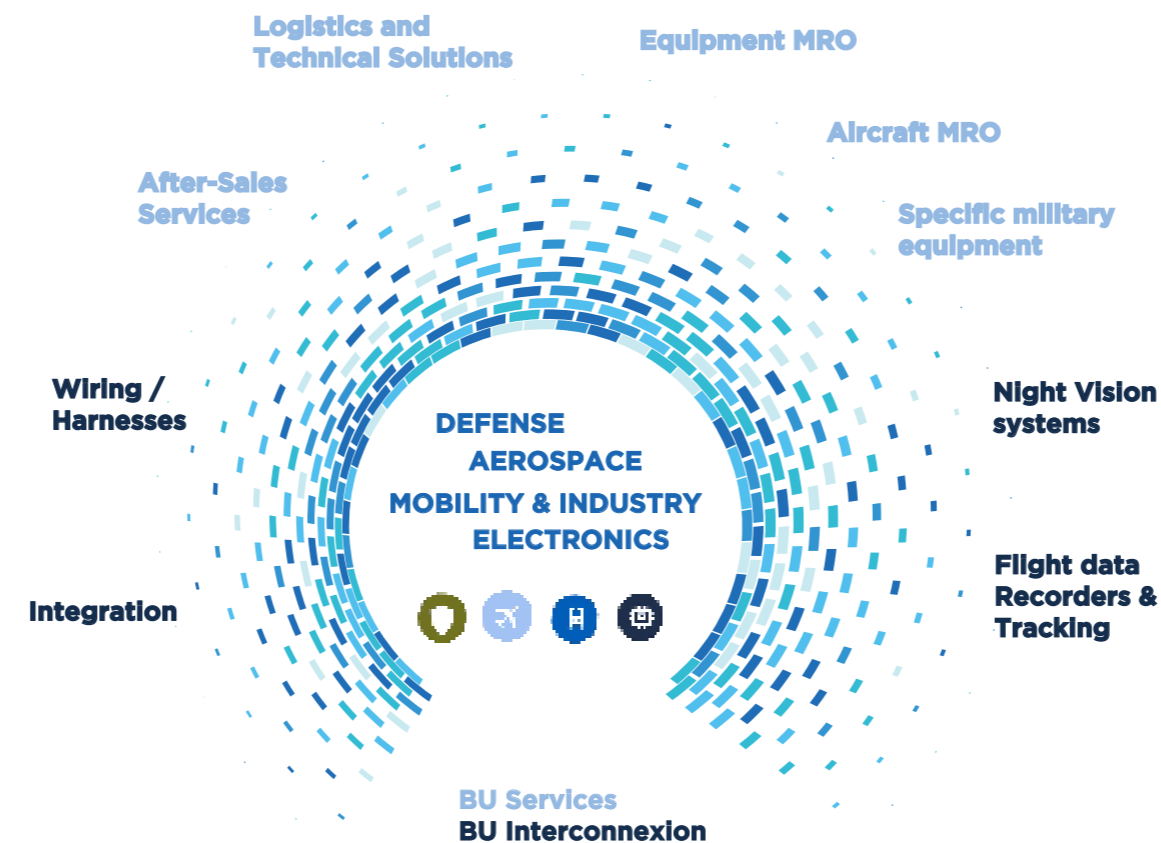 Logistics and
Technical Solutions
Equipment MRO
Aircraft MRO
After-Sales
Services
Specific military
equipment
Wiring /
Harnesses
Night Vision
systems
DEFENSE
AEROSPACE
MOBILITY & INDUSTRY
ELECTRONICS
Integration
Flight data
Recorders &
Tracking
BU Services
BU Interconnexion